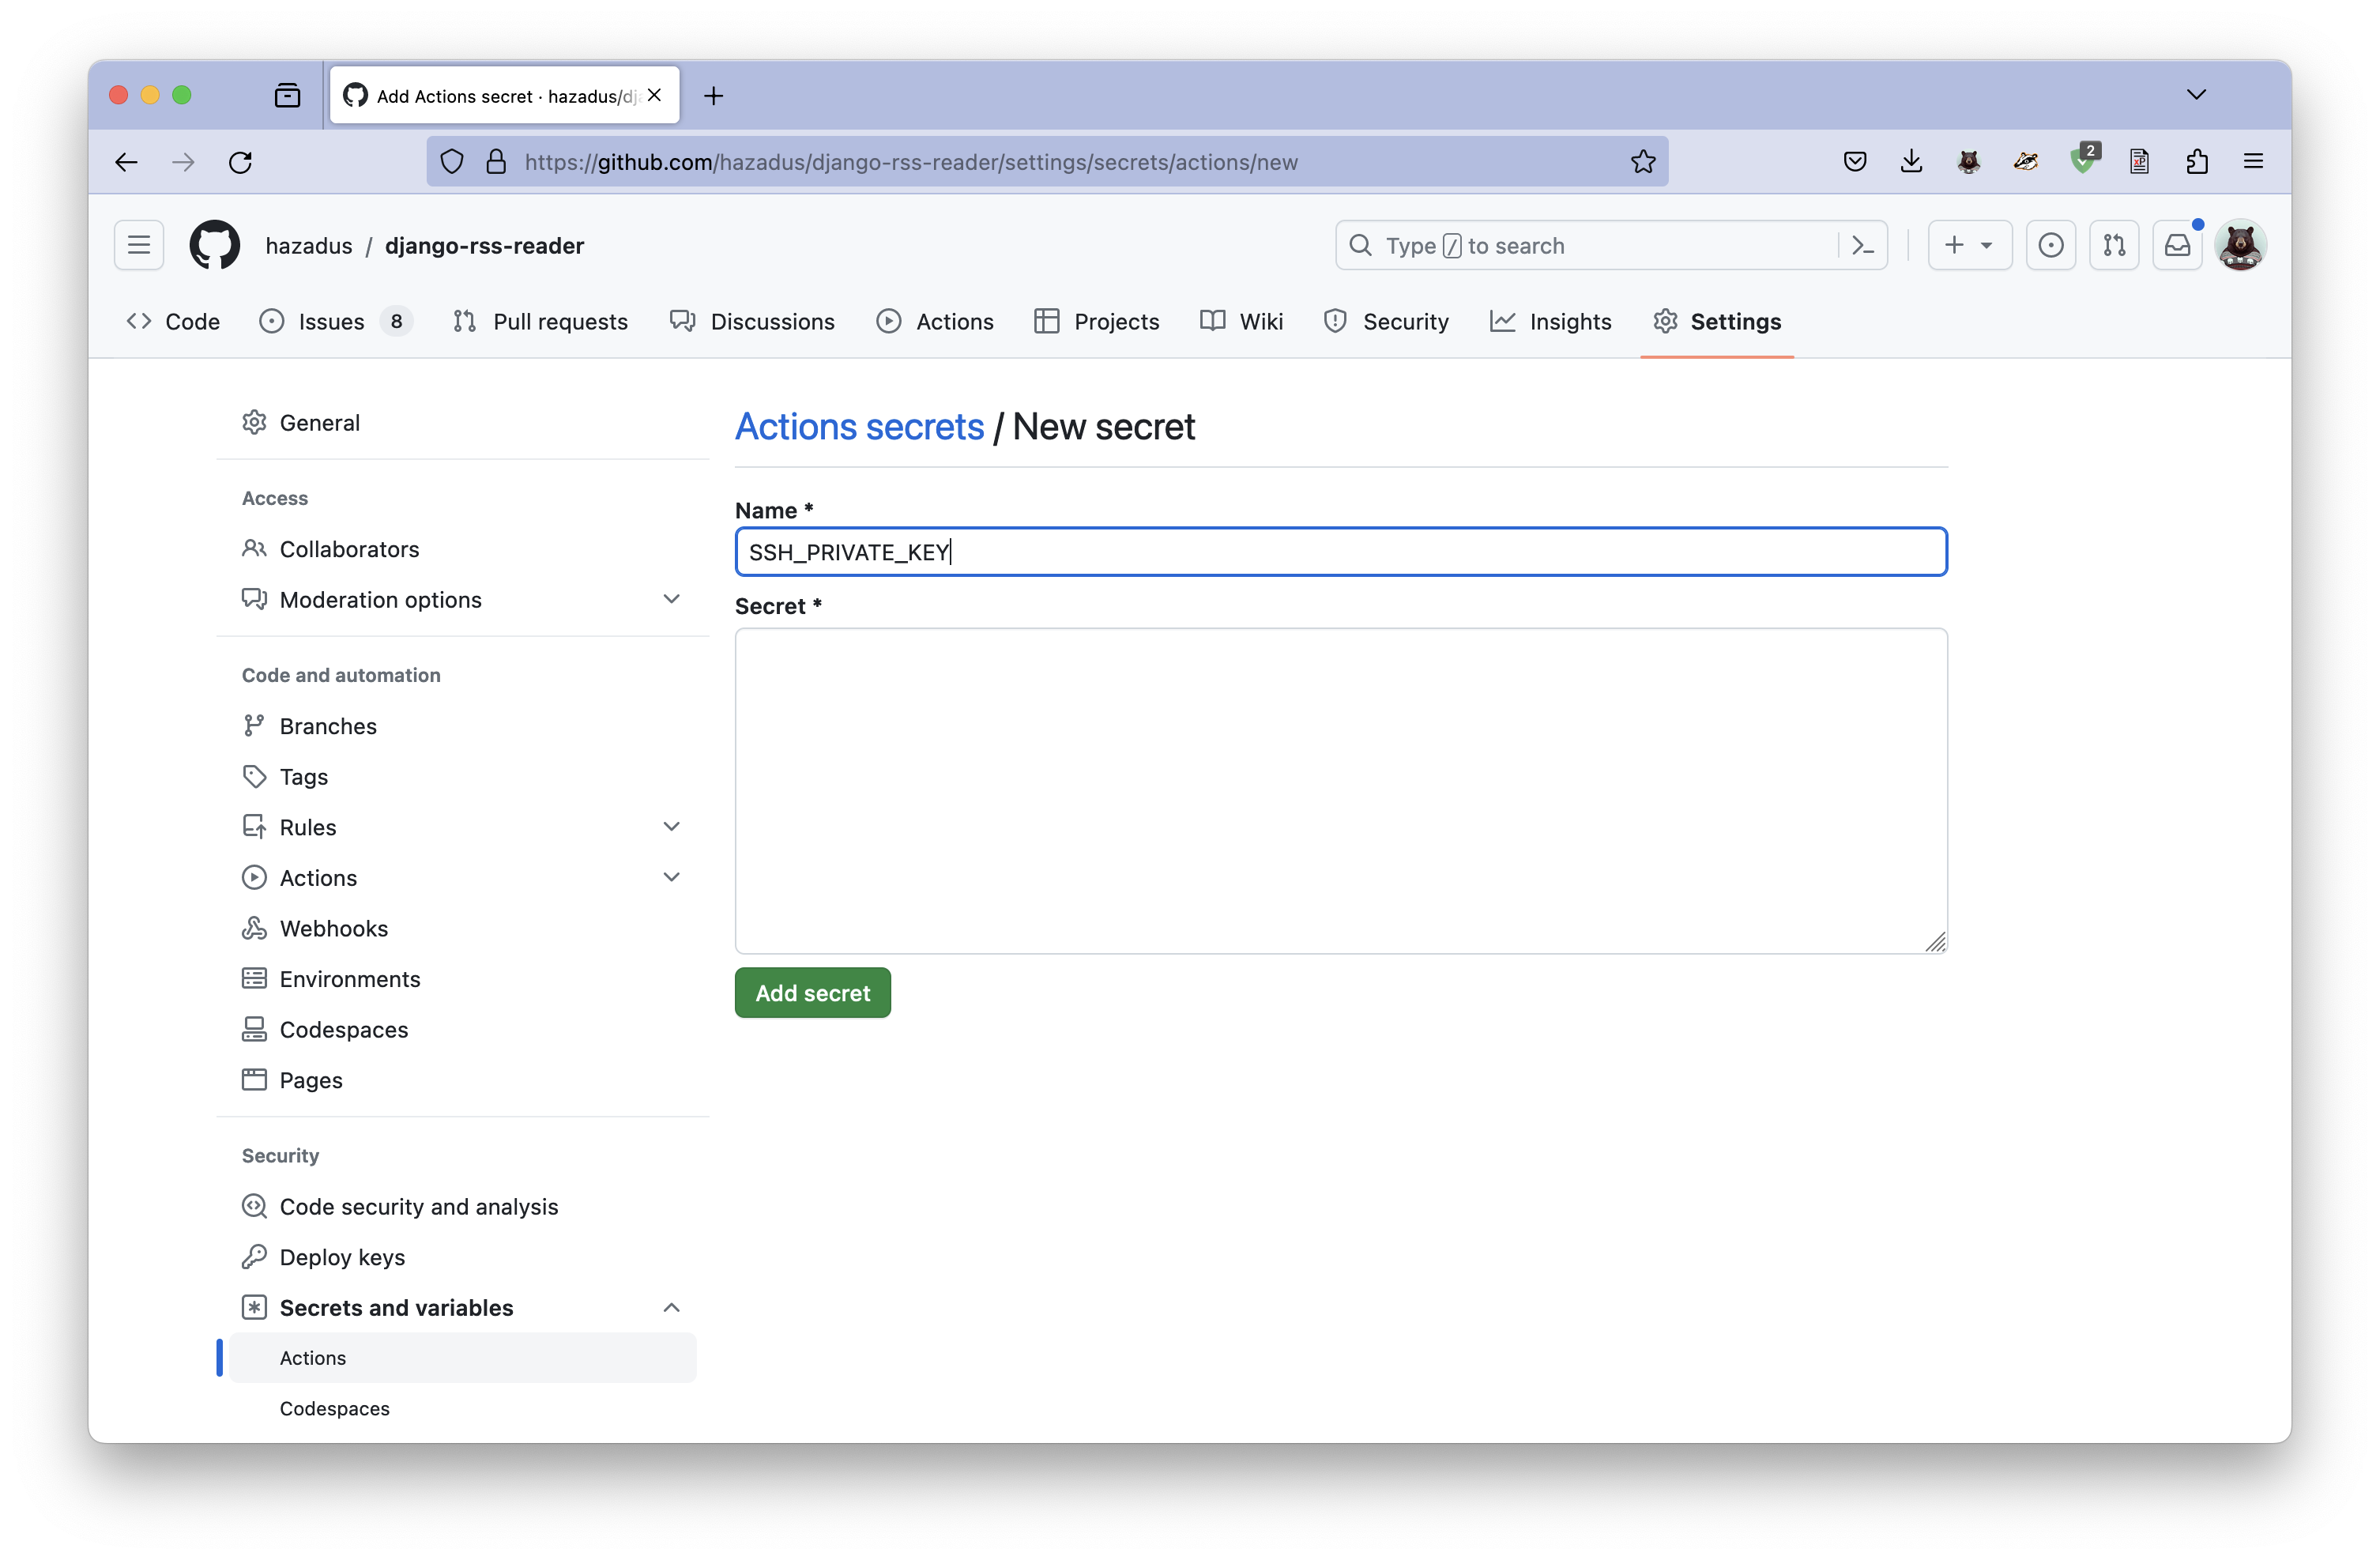 Add Actions secret · hazadus/dj
https://github.com/hazadus/django-rss-reader/settings/secrets/actions/new
2
hazadus / django-rss-reader
Type / to search
Code
Issues 8
Pull requests
Discussions
Actions
Projects
Wiki
Security
Insights
Settings
General
Access
Collaborators
Moderation options
Code and automation
Branches
Tags
Rules
Actions
Webhooks
Environments
Codespaces
Pages
Security
Code security and analysis
Deploy keys
Secrets and variables
Actions
Codespaces
Actions secrets / New secret
Name *
SSH_PRIVATE_KEY
Secret *
Add secret